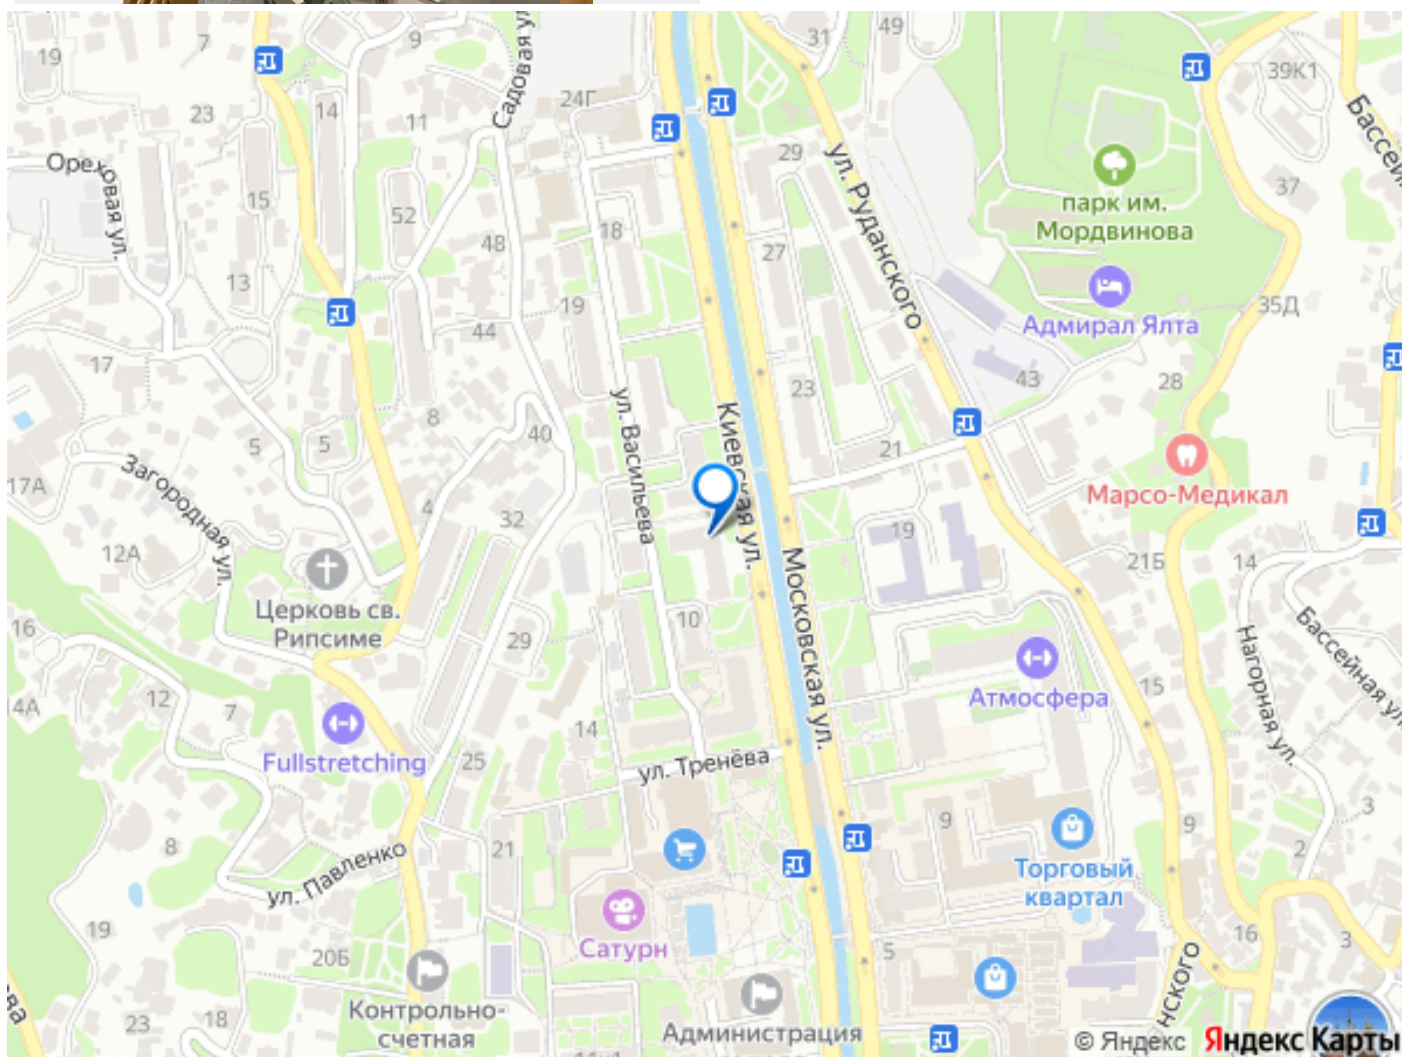 19
7
9
Садовая ул.
31
49
39К1
23
14
11
24Г
29
ул. Руданского
Бассей
Ореховая ул.
15
52
18
27
37
парк им.
Мордвинова
13
48
19
35Д
Адмирал Ялта
44
17
43
28
23
8
ул. Васильева
Киевская ул.
5
5
40
21
Марсо-Медикал
17А
Загородная ул.
4
32
19
12А
14
21Б
Церковь св.
Рипсиме
Московская ул.
10
16
29
Нагорная ул.
Бассейная ул.
Атмосфера
15
12
7
14А
14
Fullstretching
25
ул. Тренёва
3
9
9
8
21
2
ул. Павленко
Торговый
квартал
19
Сатурн
16
3
20Б
5
нского
Контрольно-
счетная
18
23
Администрация
© Яндекс Яндекс Карты